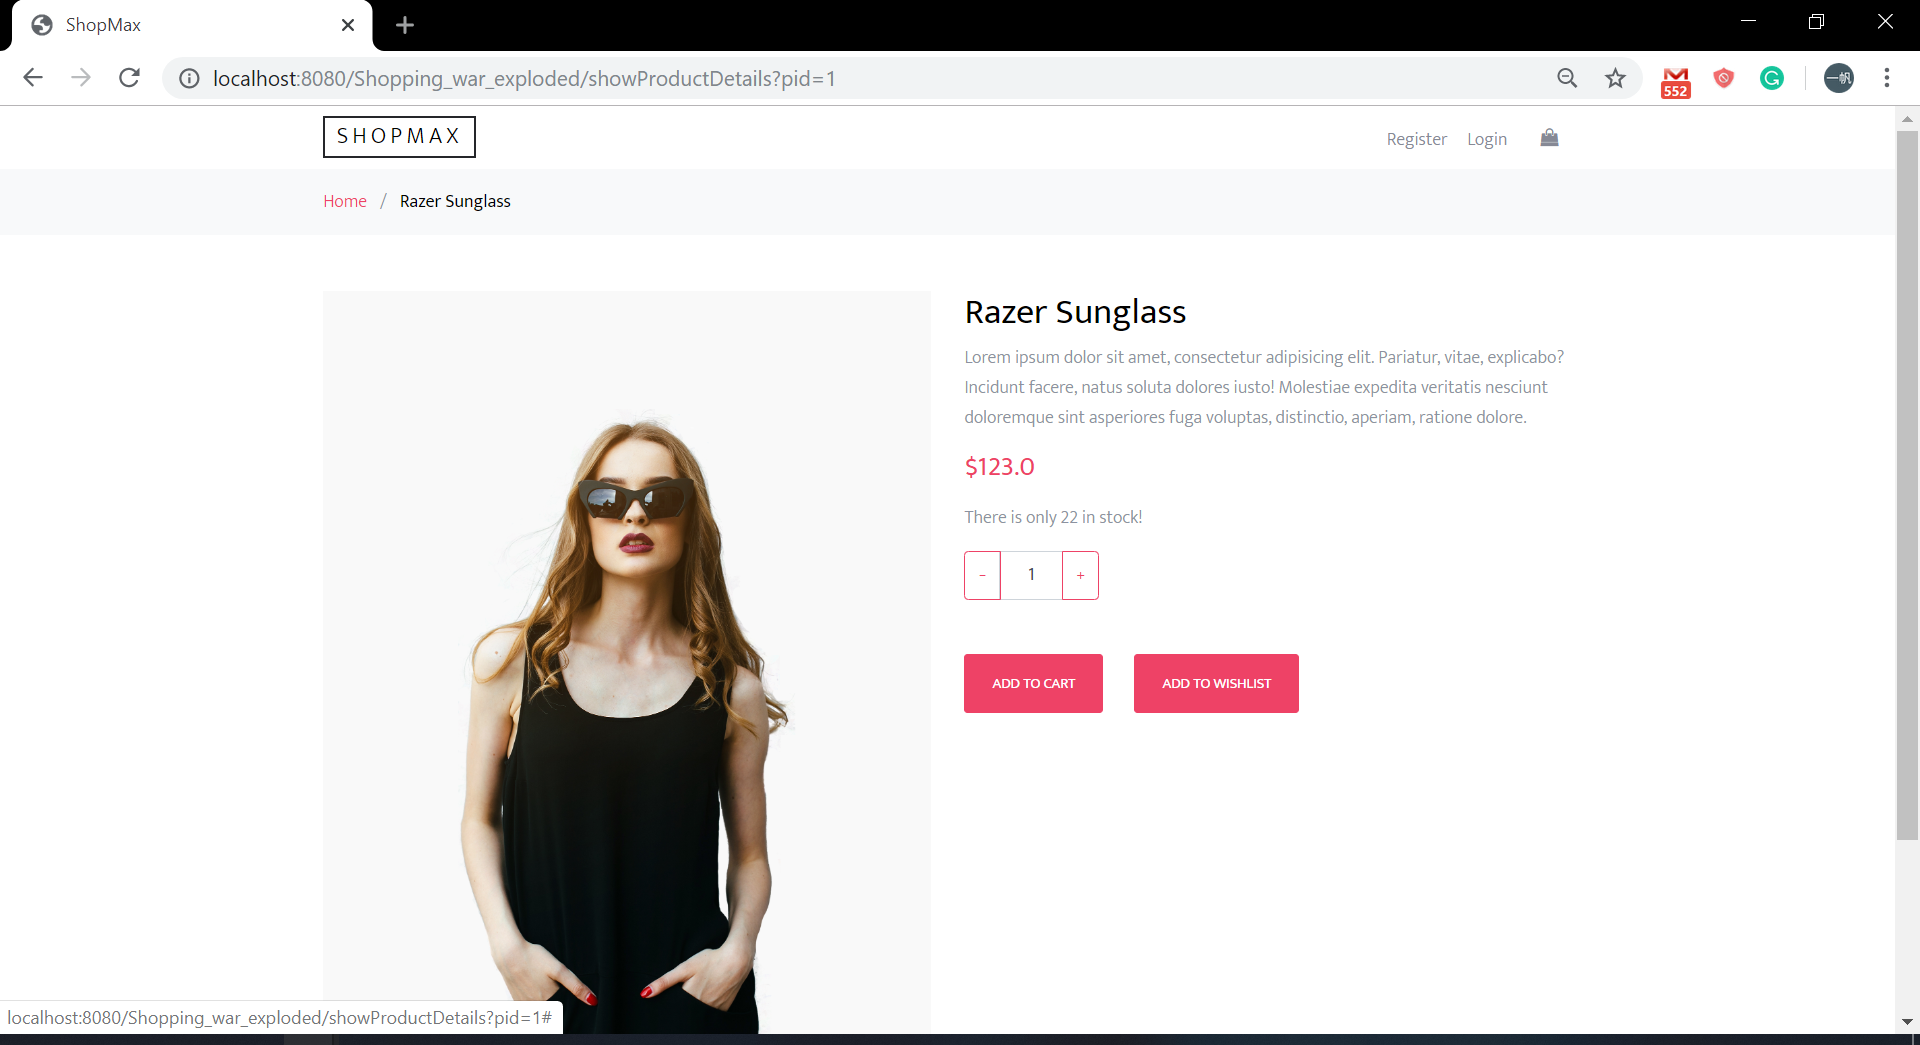 ShopMax
localhost:8080/Shopping_war_exploded/showProductDetails?pid=1
552
一帆
SHOPMAX
Register Login
Home / Razer Sunglass
Razer Sunglass
Lorem ipsum dolor sit amet, consectetur adipisicing elit. Pariatur, vitae, explicabo?
Incidunt facere, natus soluta dolores iusto! Molestiae expedita veritatis nesciunt
doloremque sint asperiores fuga voluptas, distinctio, aperiam, ratione dolore.
$123.0
There is only 22 in stock!
- 1 +
ADD TO CART ADD TO WISHLIST
localhost:8080/Shopping_war_exploded/showProductDetails?pid=1#